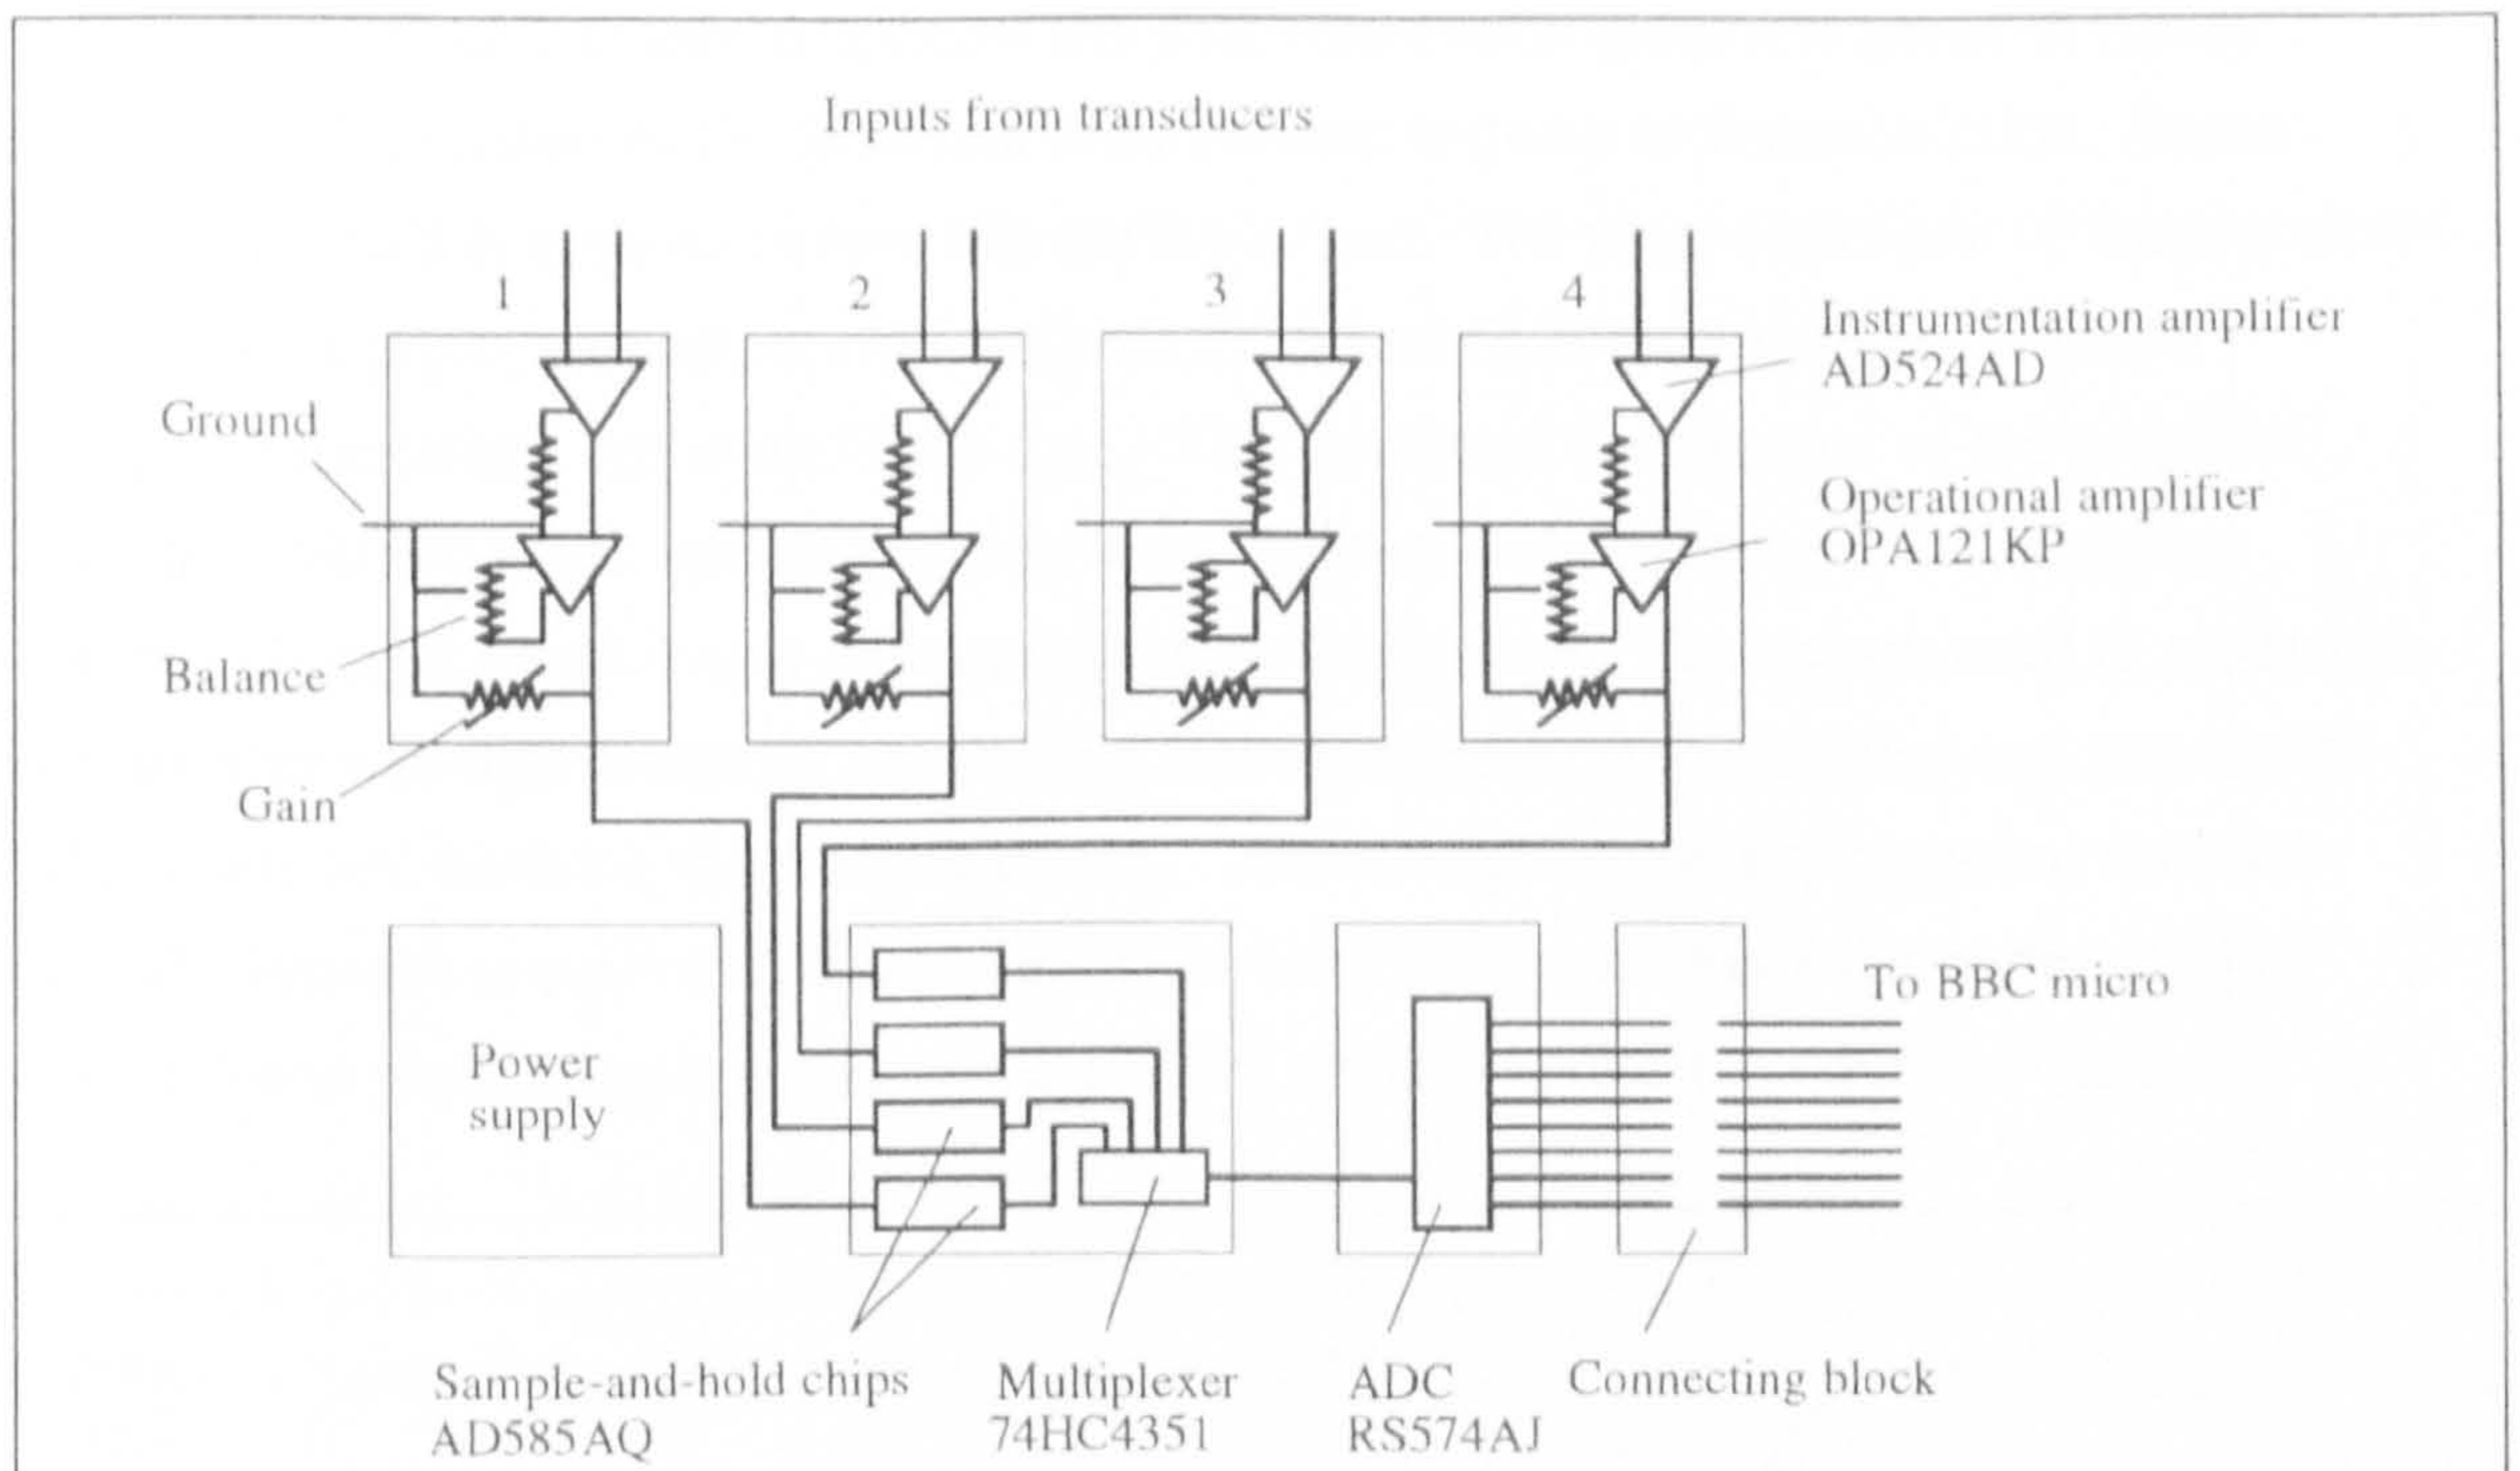 Inputs from transducers
1
2
3
4
Instrumentation amplifier
AD524AD
Ground
Operational amplifier
OPA121KP
Balance
Gain
To BBC micro
Power
supply
Sample-and-hold chips
AD585AQ
Multiplexer
74HC4351
ADC
RS574AJ
Connecting block